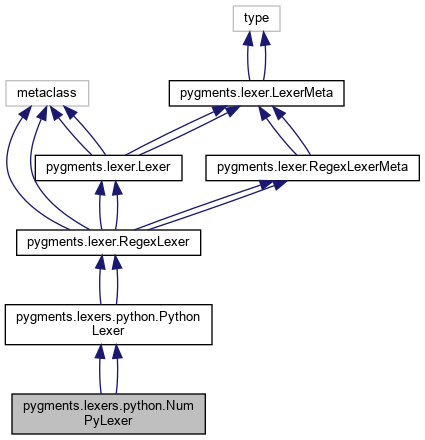 type
metaclass
pygments.lexer.LexerMeta
pygments.lexer.Lexer
pygments.lexer.RegexLexerMeta
pygments.lexer.RegexLexer
pygments.lexers.python.Python
Lexer
pygments.lexers.python.Num
PyLexer